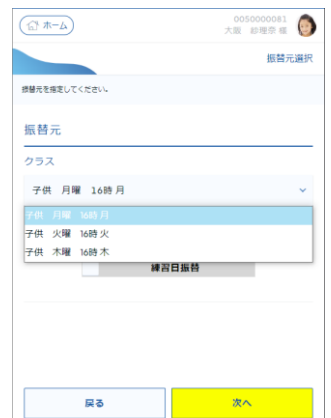 ホーム
0050000081
大阪 紗理奈 様
振替元選択
振替元を指定してください。
振替元
クラス
子供 月曜 16時 月
子供 月曜 16時 月
子供 火曜 16時 火
子供 木曜 16時 木
練習日振替
戻る
次へ